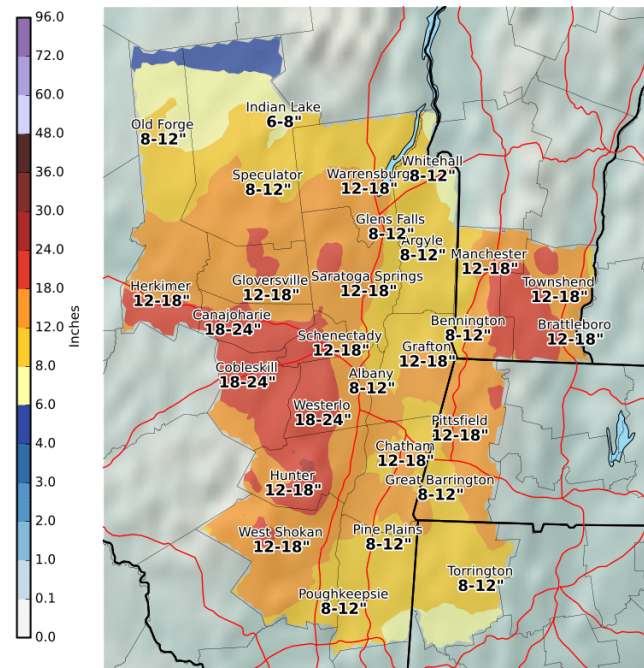 96.0
72.0
60.0
48.0
36.0
30.0
24.0
18.0
12.0
8.0
6.0
4.0
3.0
2.0
1.0
0.1
0.0
Inches
Indian Lake
6-8"
Old Forge
8-12"
Whitehall
8-12"
Speculator
8-12"
Warrensburg
12-18"
Glens Falls
8-12"
Argyle
8-12"
Manchester
12-18"
Herkimer
12-18"
Gloversville
12-18"
Saratoga Springs
12-18"
Townshend
12-18"
Canajoharie
18-24"
Schenectady
12-18"
Bennington
8-12"
Brattleboro
12-18"
Grafton
12-18"
Cobleskill
18-24"
Albany
8-12"
Westerlo
18-24"
Pittsfield
12-18"
Chatham
12-18"
Hunter
12-18"
Great Barrington
8-12"
West Shokan
12-18"
Pine Plains
8-12"
Torrington
8-12"
Poughkeepsie
8-12"